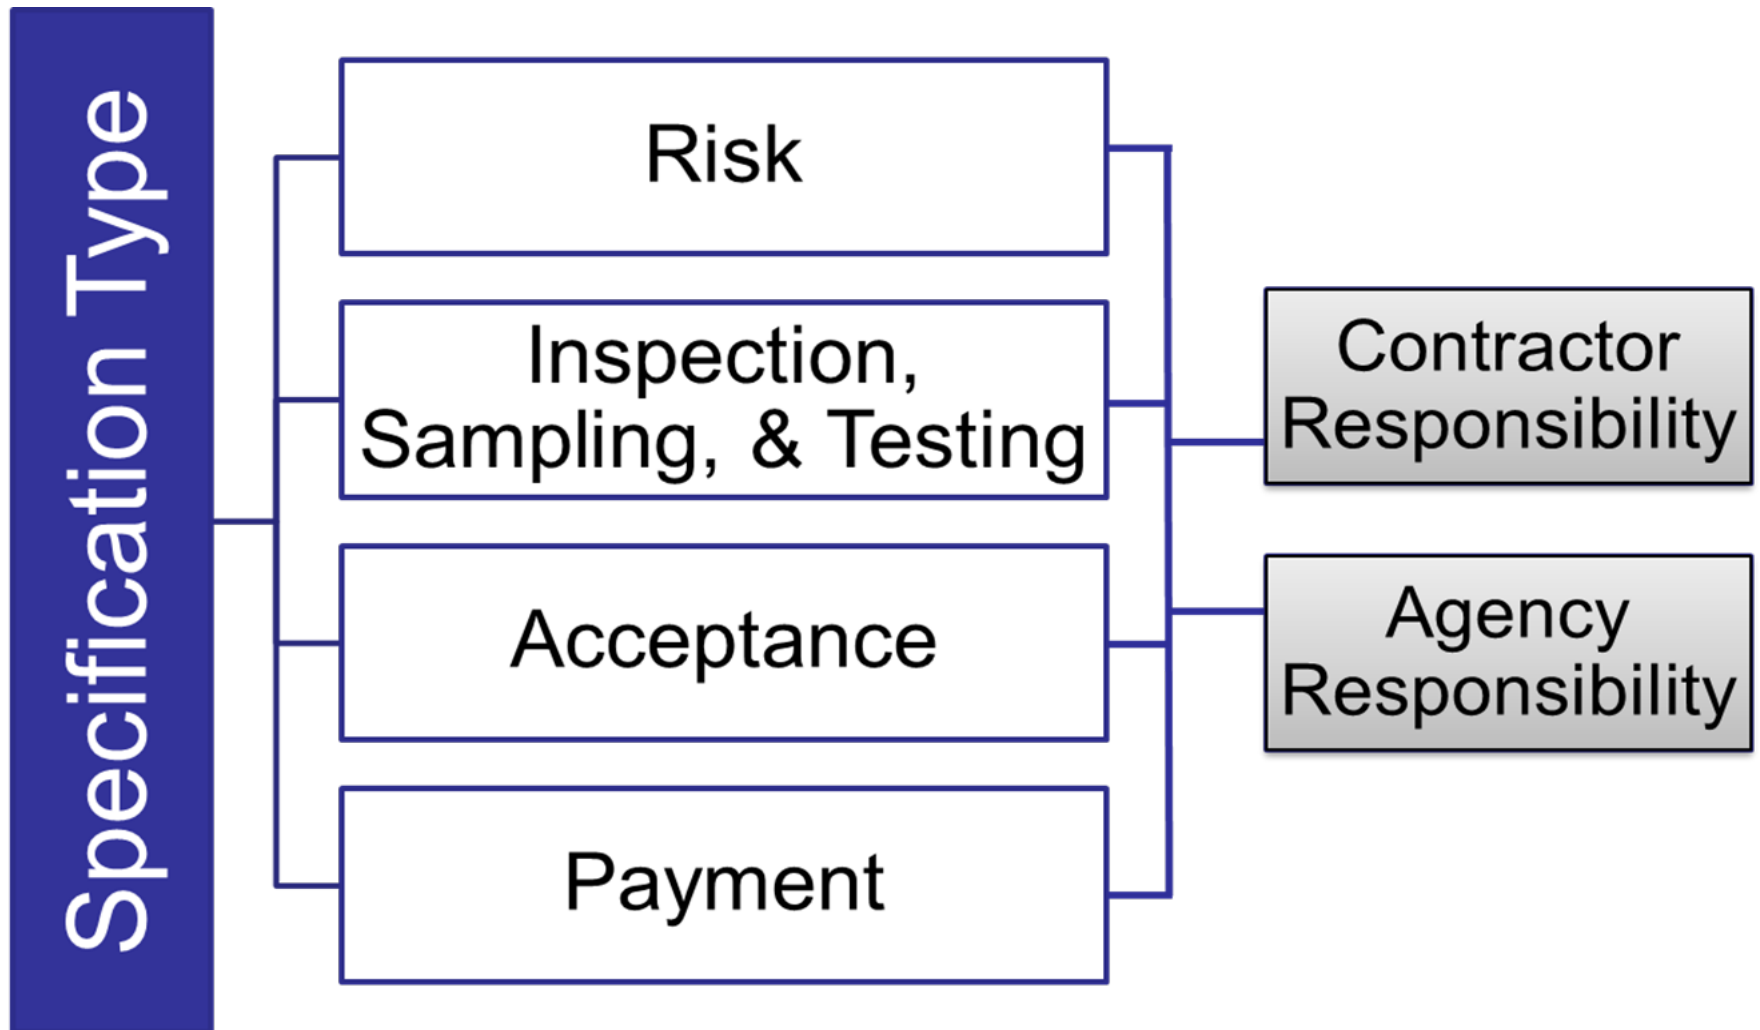 Specification Type
Risk
Inspection,
Sampling, & Testing
Acceptance
Payment
Contractor
Responsibility
Agency
Responsibility